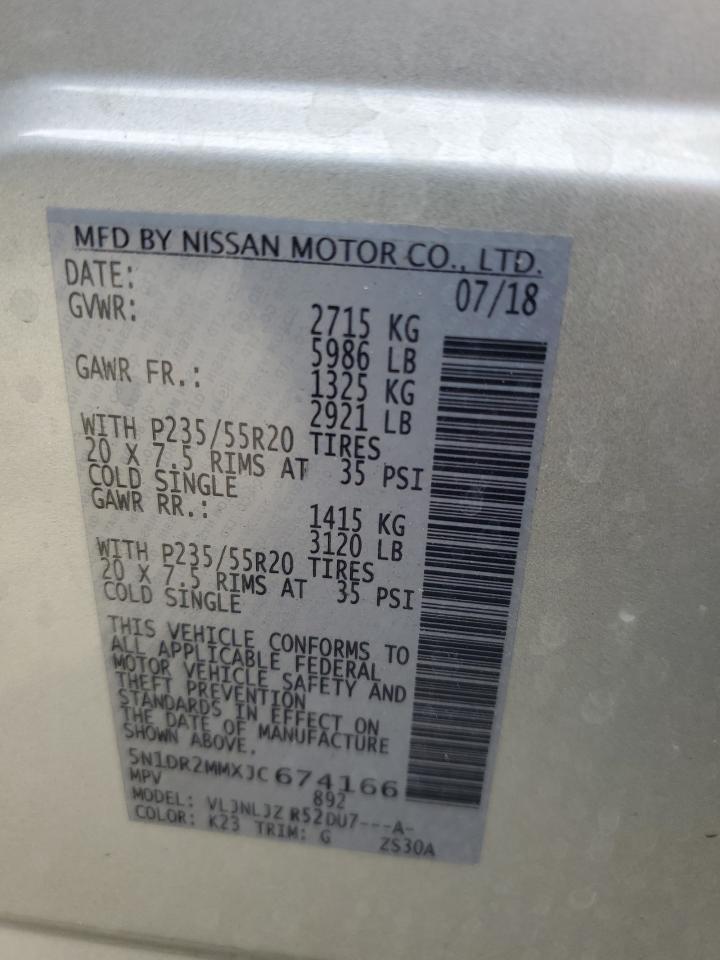 MFD BY NISSAN MOTOR CO., LTD.
DATE: 07/18
GVWR: 2715 KG
5986 LB
GAWR FR.: 1325 KG
2921 LB
WITH P235/55R20 TIRES
20 X 7.5 RIMS AT 35 PSI
COLD SINGLE
GAWR RR.: 1415 KG
3120 LB
WITH P235/55R20 TIRES
20 X 7.5 RIMS AT 35 PSI
COLD SINGLE
THIS VEHICLE CONFORMS TO
ALL APPLICABLE FEDERAL
MOTOR VEHICLE SAFETY AND
THEFT PREVENTION
STANDARDS IN EFFECT ON
THE DATE OF MANUFACTURE
SHOWN ABOVE.
5N1DR2MMXJC674166
MPV 892
MODEL: VLJNLJZ R52DU7---A-
COLOR: K23 TRIM: G ZS30A